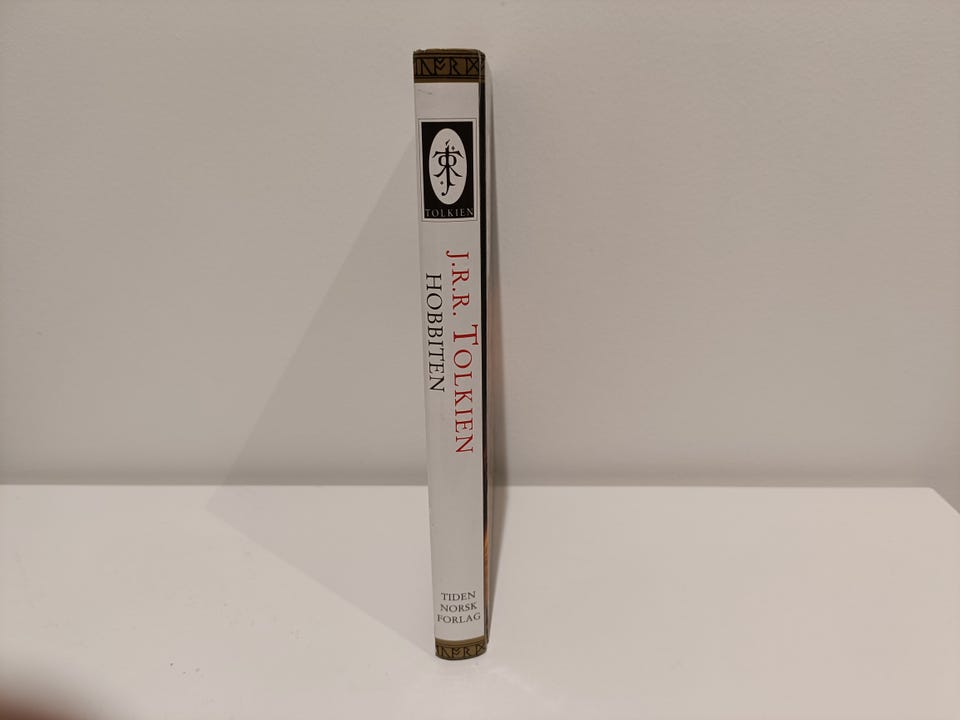 TOLKIEN
J.R.R. TOLKIEN
HOBBITEN
TIDEN
NORSK
FORLAG